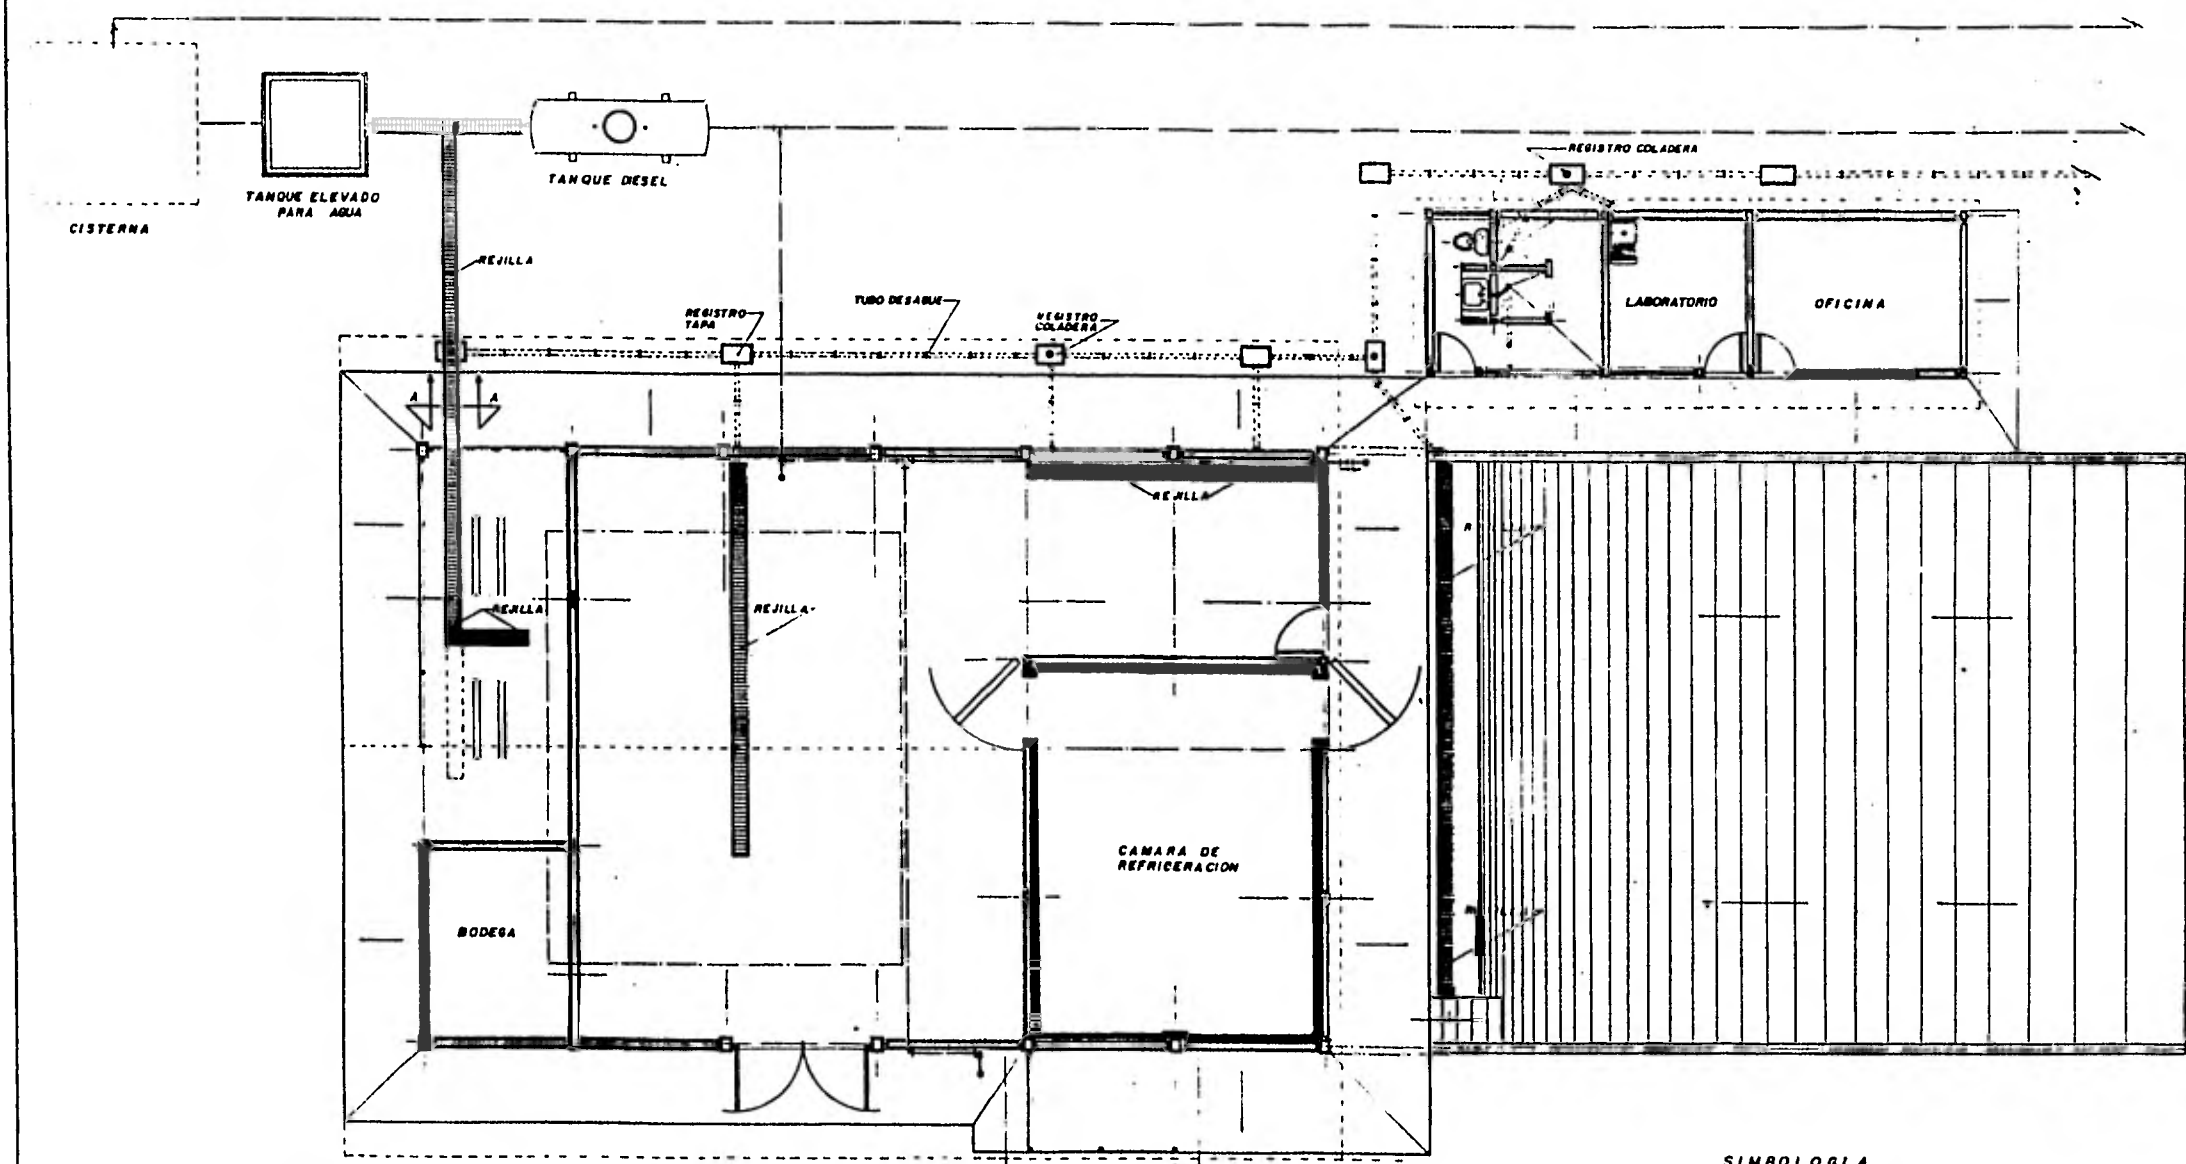 CISTERNA
TANQUE ELEVADO
PARA AGUA
TANQUE DIESEL
REJILLA
REGISTRO
TAPA
TUBO DESAGUE
REGISTRO
COLADERA
REGISTRO COLADERA
LABORATORIO
OFICINA
A
A
REJILLA
REJILLA
REJILLA
CAMARA DE
REFRIGERACION
BODEGA
SIMBOLOGIA